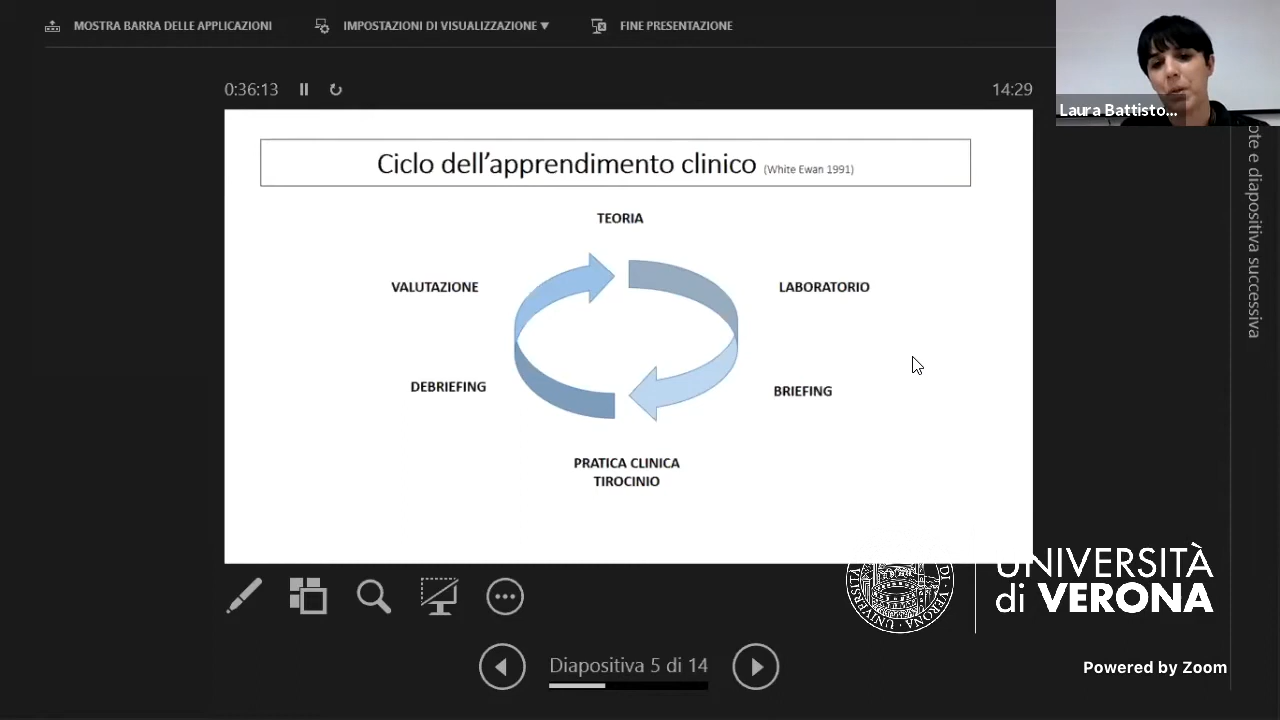 MOSTRA BARRA DELLE APPLICAZIONI
IMPOSTAZIONI DI VISUALIZZAZIONE ▼
FINE PRESENTAZIONE
Laura Battisto...
0:36:13
14:29
ote e diapositiva successiva
Ciclo dell'apprendimento clinico (White Ewan 1991)
TEORIA
VALUTAZIONE
LABORATORIO
DEBRIEFING
BRIEFING
PRATICA CLINICA
TIROCINIO
UNIVERSITÀ
di VERONA
Diapositiva 5 di 14
Powered by Zoom